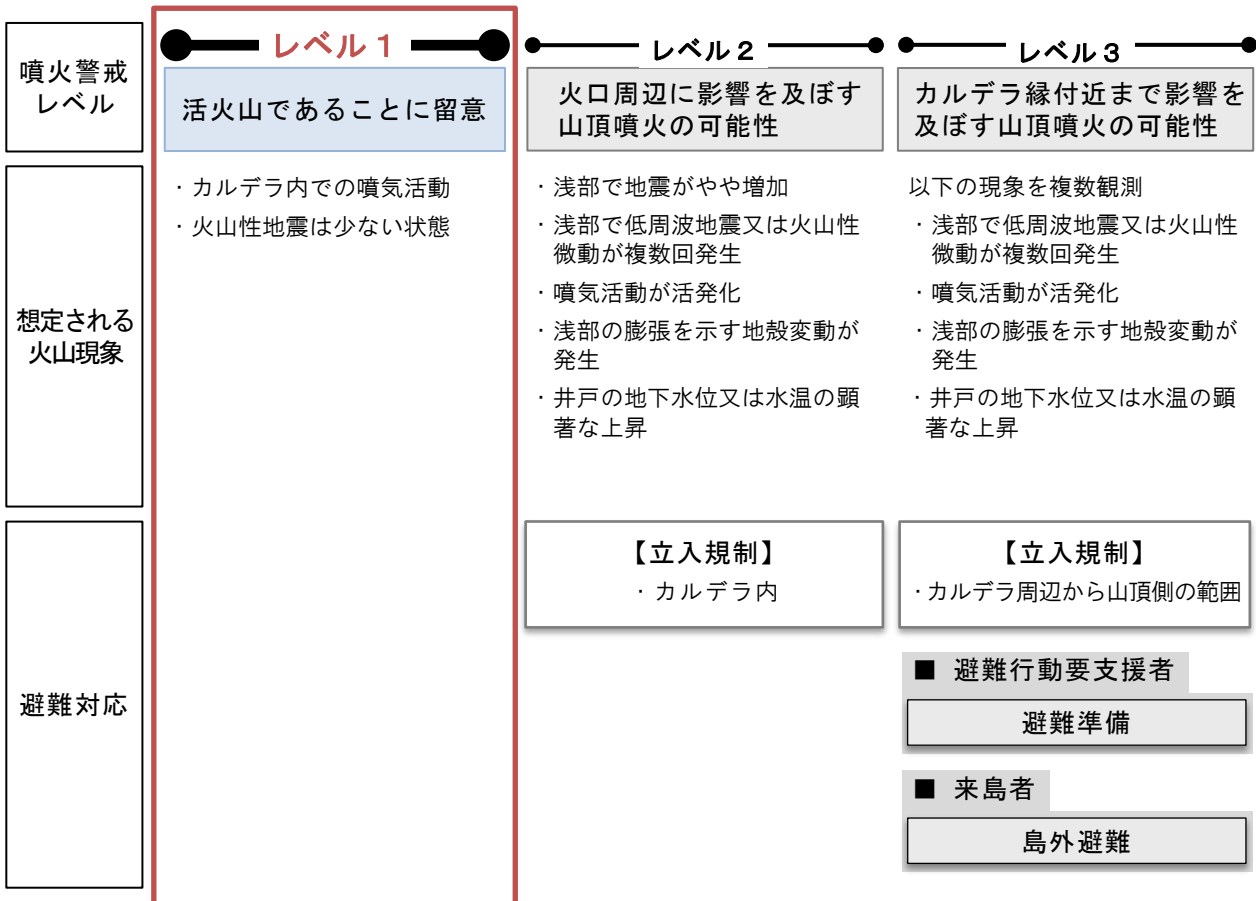 噴火警戒
レベル
レベル１
活火山であることに留意
レベル２
火口周辺に影響を及ぼす
山頂噴火の可能性
レベル３
カルデラ縁付近まで影響を
及ぼす山頂噴火の可能性
想定される
火山現象
・カルデラ内での噴気活動
・火山性地震は少ない状態
・浅部で地震がやや増加
・浅部で低周波地震又は火山性
微動が複数回発生
・噴気活動が活発化
・浅部の膨張を示す地殻変動が
発生
・井戸の地下水位又は水温の顕
著な上昇
以下の現象を複数観測
・浅部で低周波地震又は火山性
微動が複数回発生
・噴気活動が活発化
・浅部の膨張を示す地殻変動が
発生
・井戸の地下水位又は水温の顕
著な上昇
避難対応
【立入規制】
・カルデラ内
【立入規制】
・カルデラ周辺から山頂側の範囲
■ 避難行動要支援者
避難準備
■ 来島者
島外避難